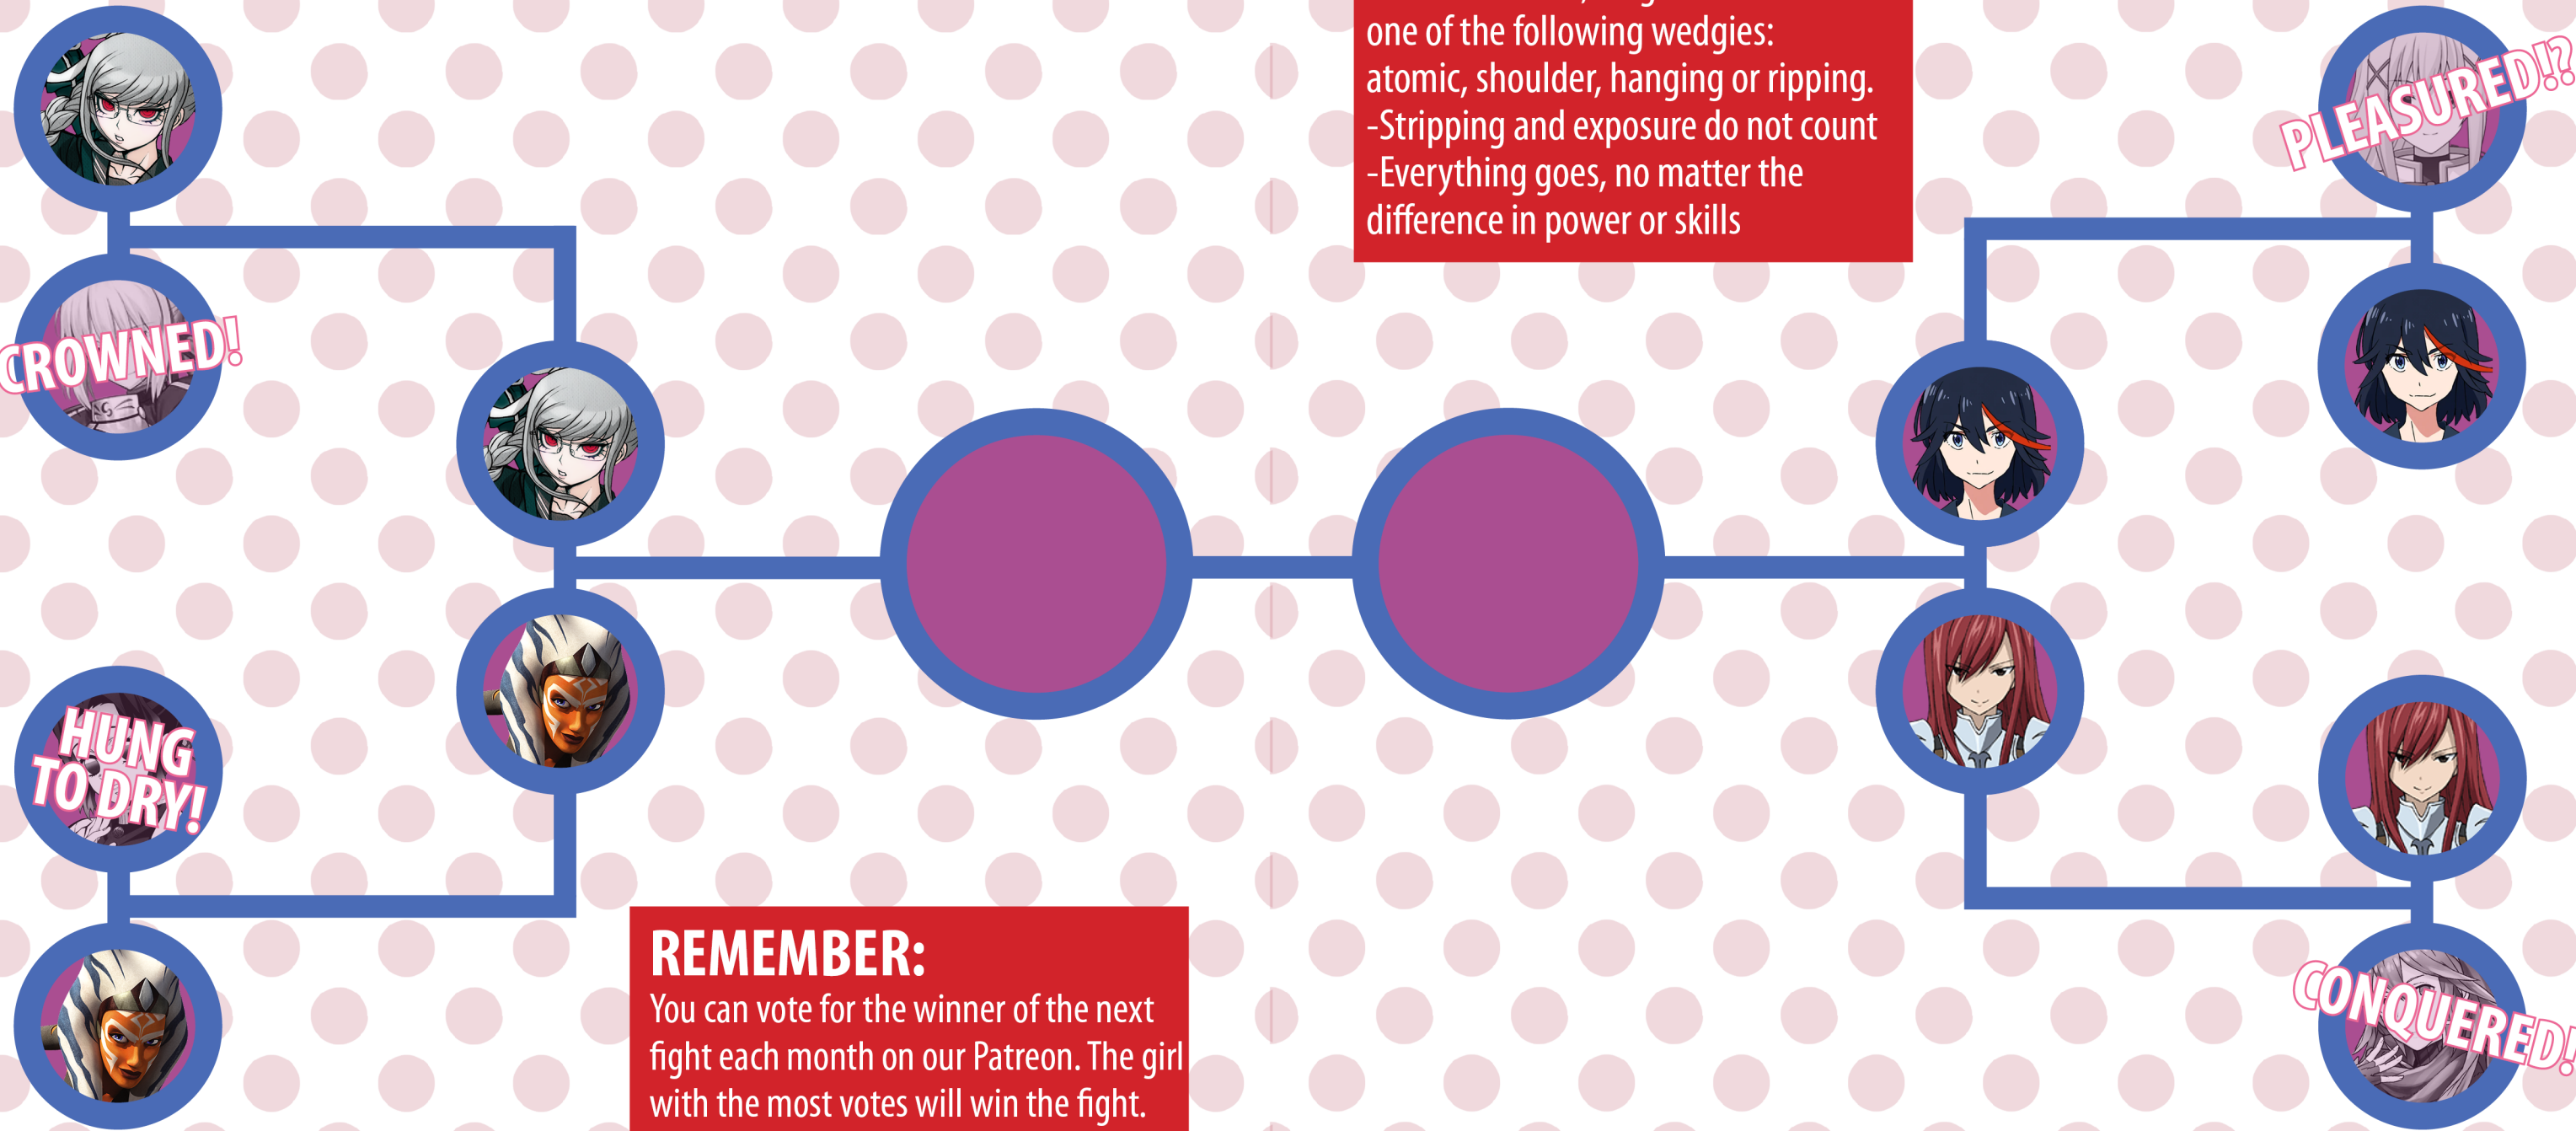 one of the following wedgies:
atomic, shoulder, hanging or ripping.
-Stripping and exposure do not count
-Everything goes, no matter the
difference in power or skills
PLEASURED!?
CROWNED!
HUNG
TO DRY!
REMEMBER:
You can vote for the winner of the next
fight each month on our Patreon. The girl
with the most votes will win the fight.
CONQUERED!